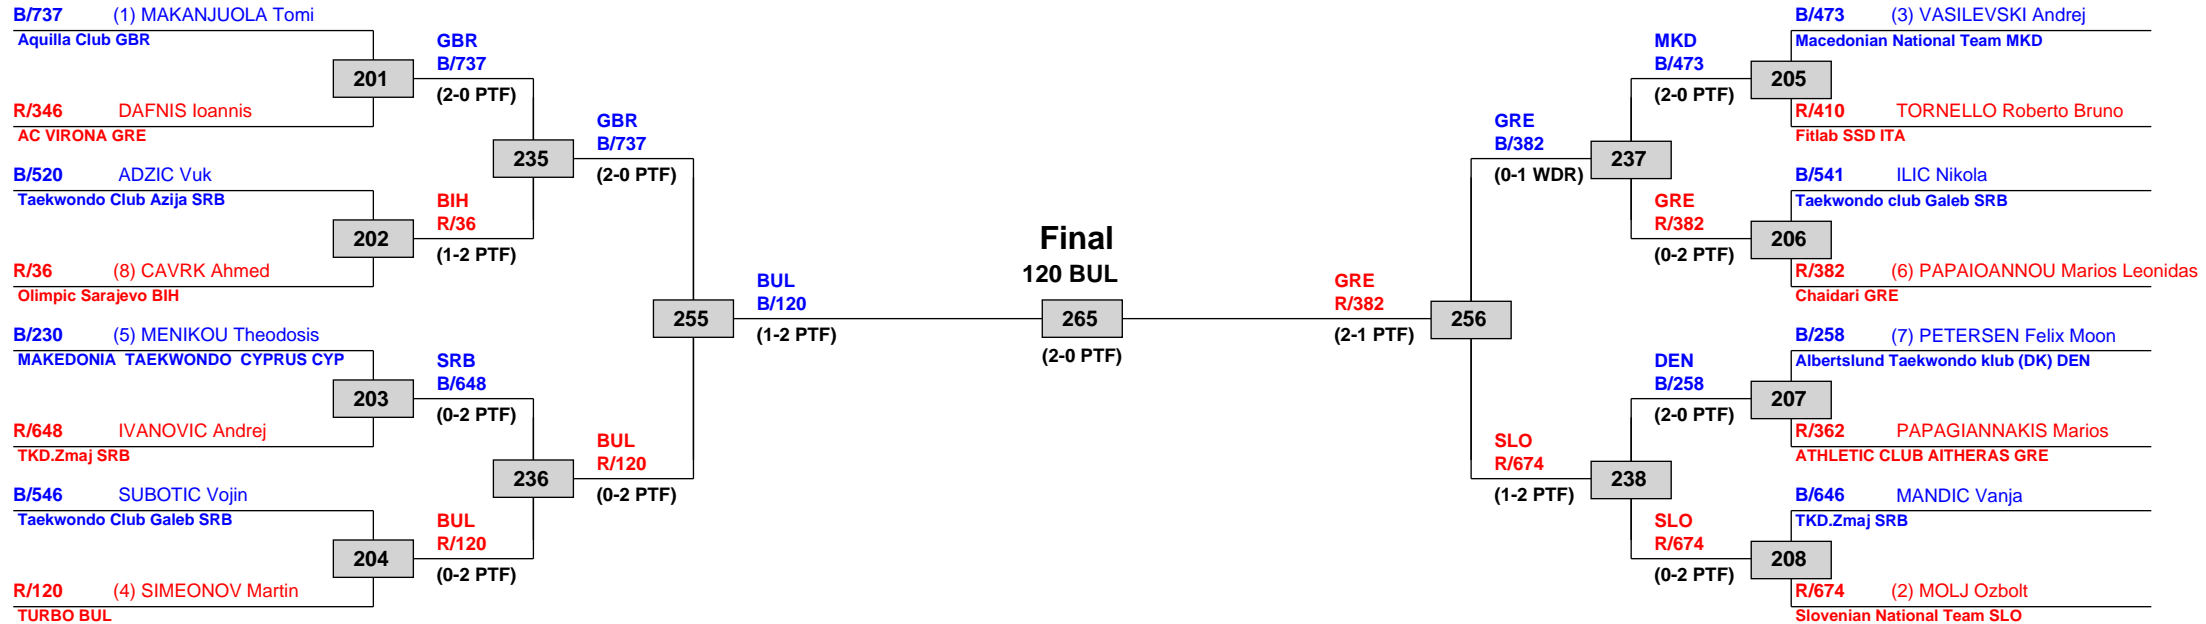 B/737 (1) MAKANJUOLA Tomi
Aquilla Club GBR
201
R/346 DAFNIS Ioannis
AC VIRONA GRE
B/520 ADZIC Vuk
Taekwondo Club Azija SRB
202
R/36 (8) CAVRK Ahmed
Olimpic Sarajevo BIH
B/230 (5) MENIKOU Theodosis
MAKEDONIA TAEKWONDO CYPRUS CYP
203
R/648 IVANOVIC Andrej
TKD.Zmaj SRB
B/546 SUBOTIC Vojin
Taekwondo Club Galeb SRB
204
R/120 (4) SIMEONOV Martin
TURBO BUL
GBR
B/737
(2-0 PTF)
235
BIH
R/36
(1-2 PTF)
SRB
B/648
(0-2 PTF)
236
BUL
R/120
(0-2 PTF)
GBR
B/737
(2-0 PTF)
255
BUL
R/120
(0-2 PTF)
BUL
B/120
(1-2 PTF)
Final
120 BUL
265
(2-0 PTF)
GRE
R/382
(2-1 PTF)
256
GRE
B/382
(0-1 WDR)
237
SLO
R/674
(1-2 PTF)
238
MKD
B/473
(2-0 PTF)
GRE
R/382
(0-2 PTF)
DEN
B/258
(2-0 PTF)
SLO
R/674
(0-2 PTF)
B/473 (3) VASILEVSKI Andrej
Macedonian National Team MKD
205
R/410 TORNELLO Roberto Bruno
Fitlab SSD ITA
B/541 ILIC Nikola
Taekwondo club Galeb SRB
206
R/382 (6) PAPAIOANNOU Marios Leonidas
Chaidari GRE
B/258 (7) PETERSEN Felix Moon
Albertslund Taekwondo klub (DK) DEN
207
R/362 PAPAGIANNAKIS Marios
ATHLETIC CLUB AITHERAS GRE
B/646 MANDIC Vanja
TKD.Zmaj SRB
208
R/674 (2) MOLJ Ozbolt
Slovenian National Team SLO